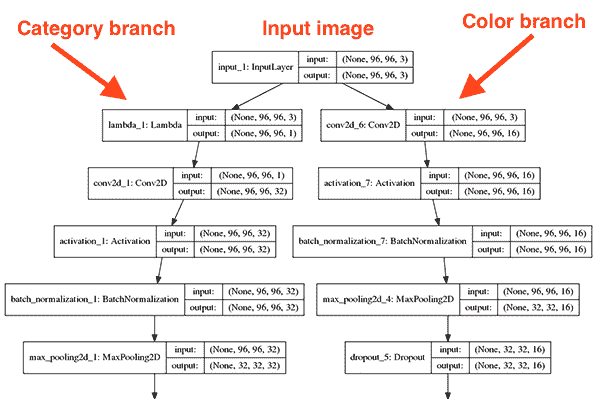 Category branch Input image Color branch
input_1: InputLayer input: (None, 96, 96, 3)
output: (None, 96, 96, 3)
lambda_1: Lambda input: (None, 96, 96, 3)
output: (None, 96, 96, 1)
conv2d_6: Conv2D input: (None, 96, 96, 3)
output: (None, 96, 96, 16)
conv2d_1: Conv2D input: (None, 96, 96, 1)
output: (None, 96, 96, 32)
activation_7: Activation input: (None, 96, 96, 16)
output: (None, 96, 96, 16)
activation_1: Activation input: (None, 96, 96, 32)
output: (None, 96, 96, 32)
batch_normalization_7: BatchNormalization input: (None, 96, 96, 16)
output: (None, 96, 96, 16)
batch_normalization_1: BatchNormalization input: (None, 96, 96, 32)
output: (None, 96, 96, 32)
max_pooling2d_4: MaxPooling2D input: (None, 96, 96, 16)
output: (None, 32, 32, 16)
max_pooling2d_1: MaxPooling2D input: (None, 96, 96, 32)
output: (None, 32, 32, 32)
dropout_5: Dropout input: (None, 32, 32, 16)
output: (None, 32, 32, 16)